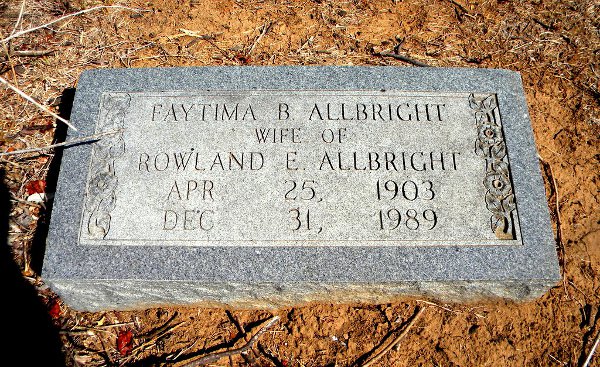 FAYTIMA B ALLBRIGHT
WIFE OF
ROWLAND E. ALLBRIGHT
APR 25, 1903
DEC 31, 1989